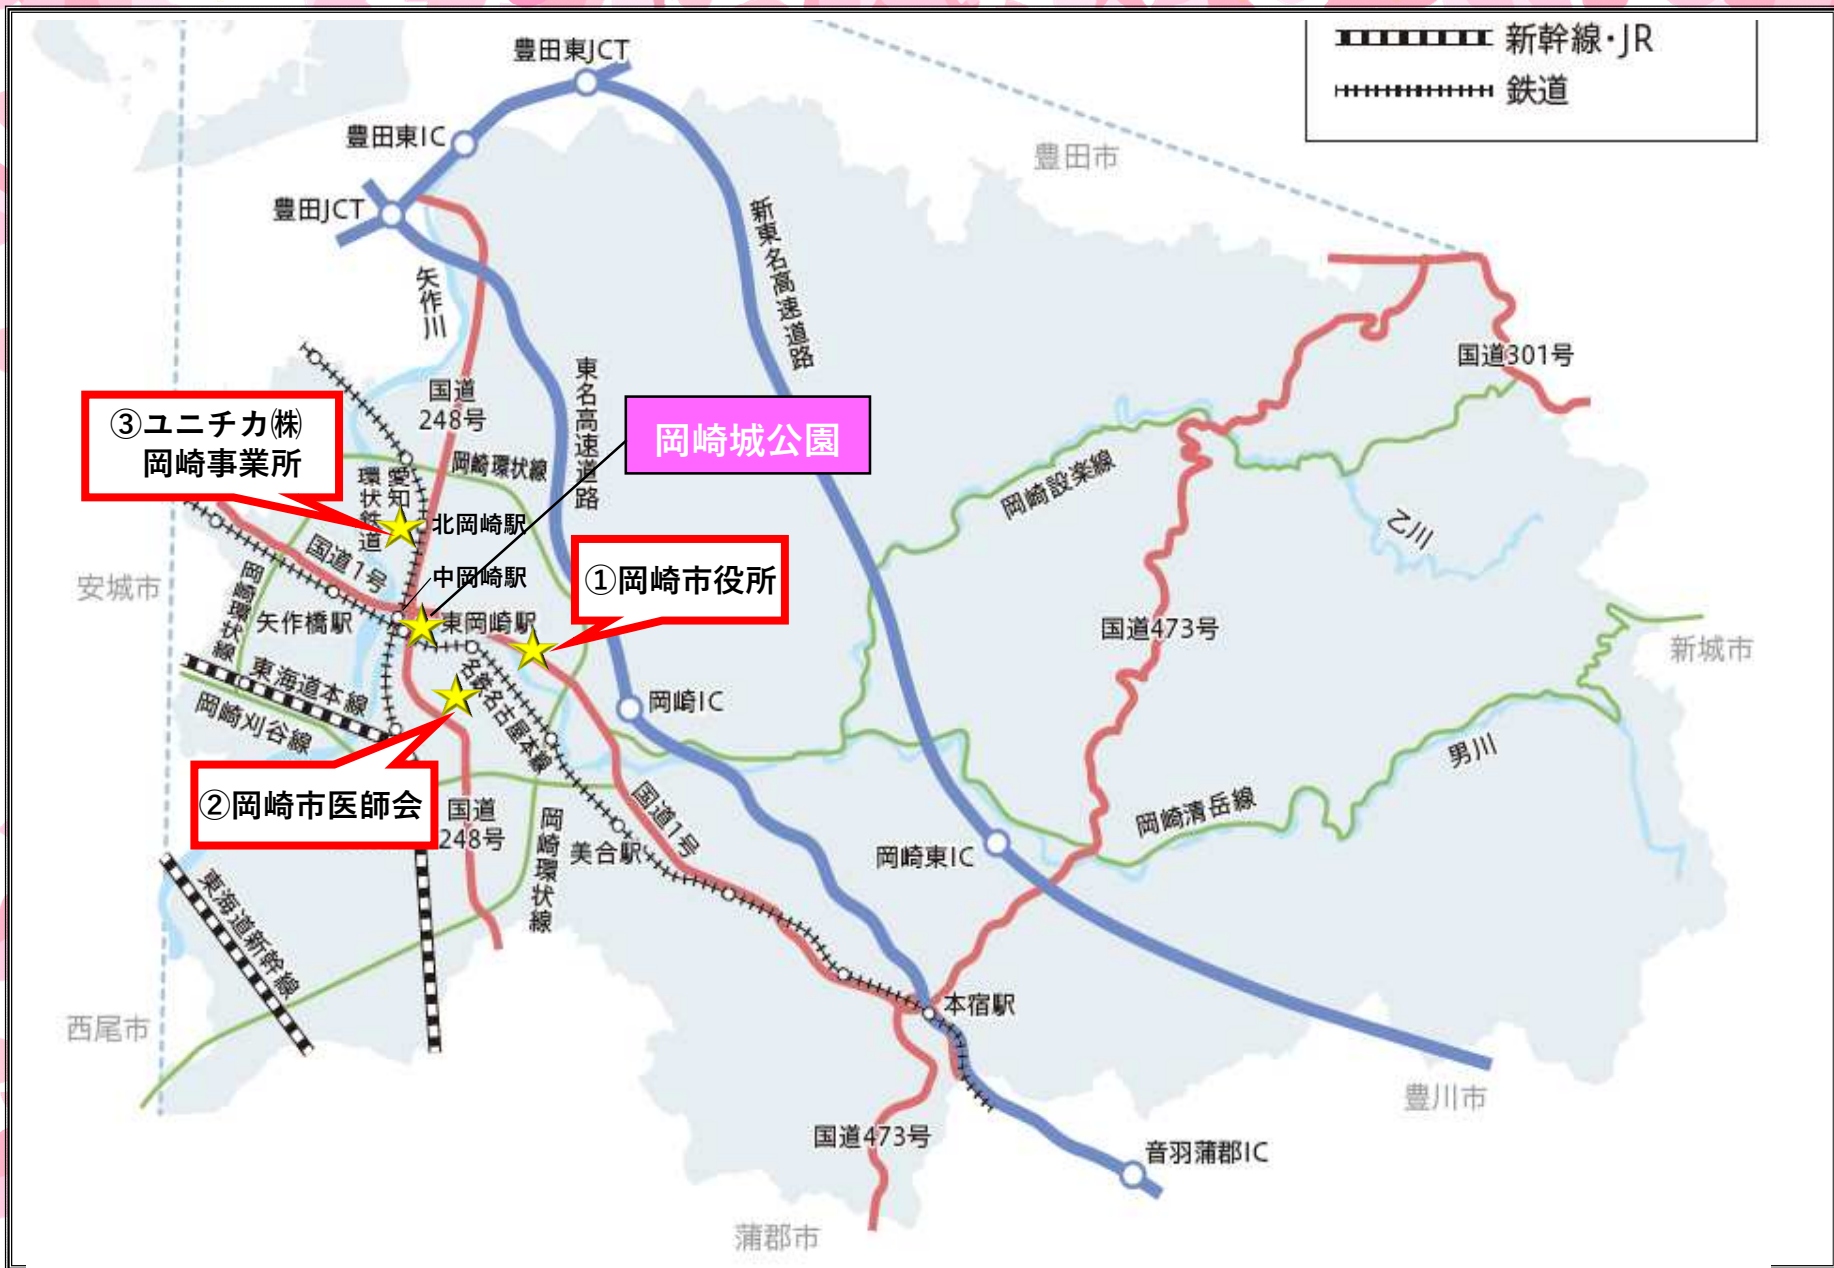 新幹線・JR
鉄道
豊田東JCT
豊田東IC
豊田市
豊田JCT
新東名高速道路
矢作川
国道301号
国道
248号
東名高速道路
③ユニチカ㈱
岡崎事業所
岡崎城公園
岡崎環状線
愛知
環状鉄道
岡崎設楽線
乙川
北岡崎駅
国道1号
中岡崎駅
①岡崎市役所
安城市
岡崎環状線
矢作橋駅
東岡崎駅
国道473号
新城市
東海道本線
名鉄名古屋本線
岡崎IC
岡崎刈谷線
男川
②岡崎市医師会
国道
248号
国道1号
岡崎清岳線
岡崎環状線
美合駅
岡崎東IC
東海道新幹線
本宿駅
西尾市
豊川市
国道473号
音羽蒲郡IC
蒲郡市